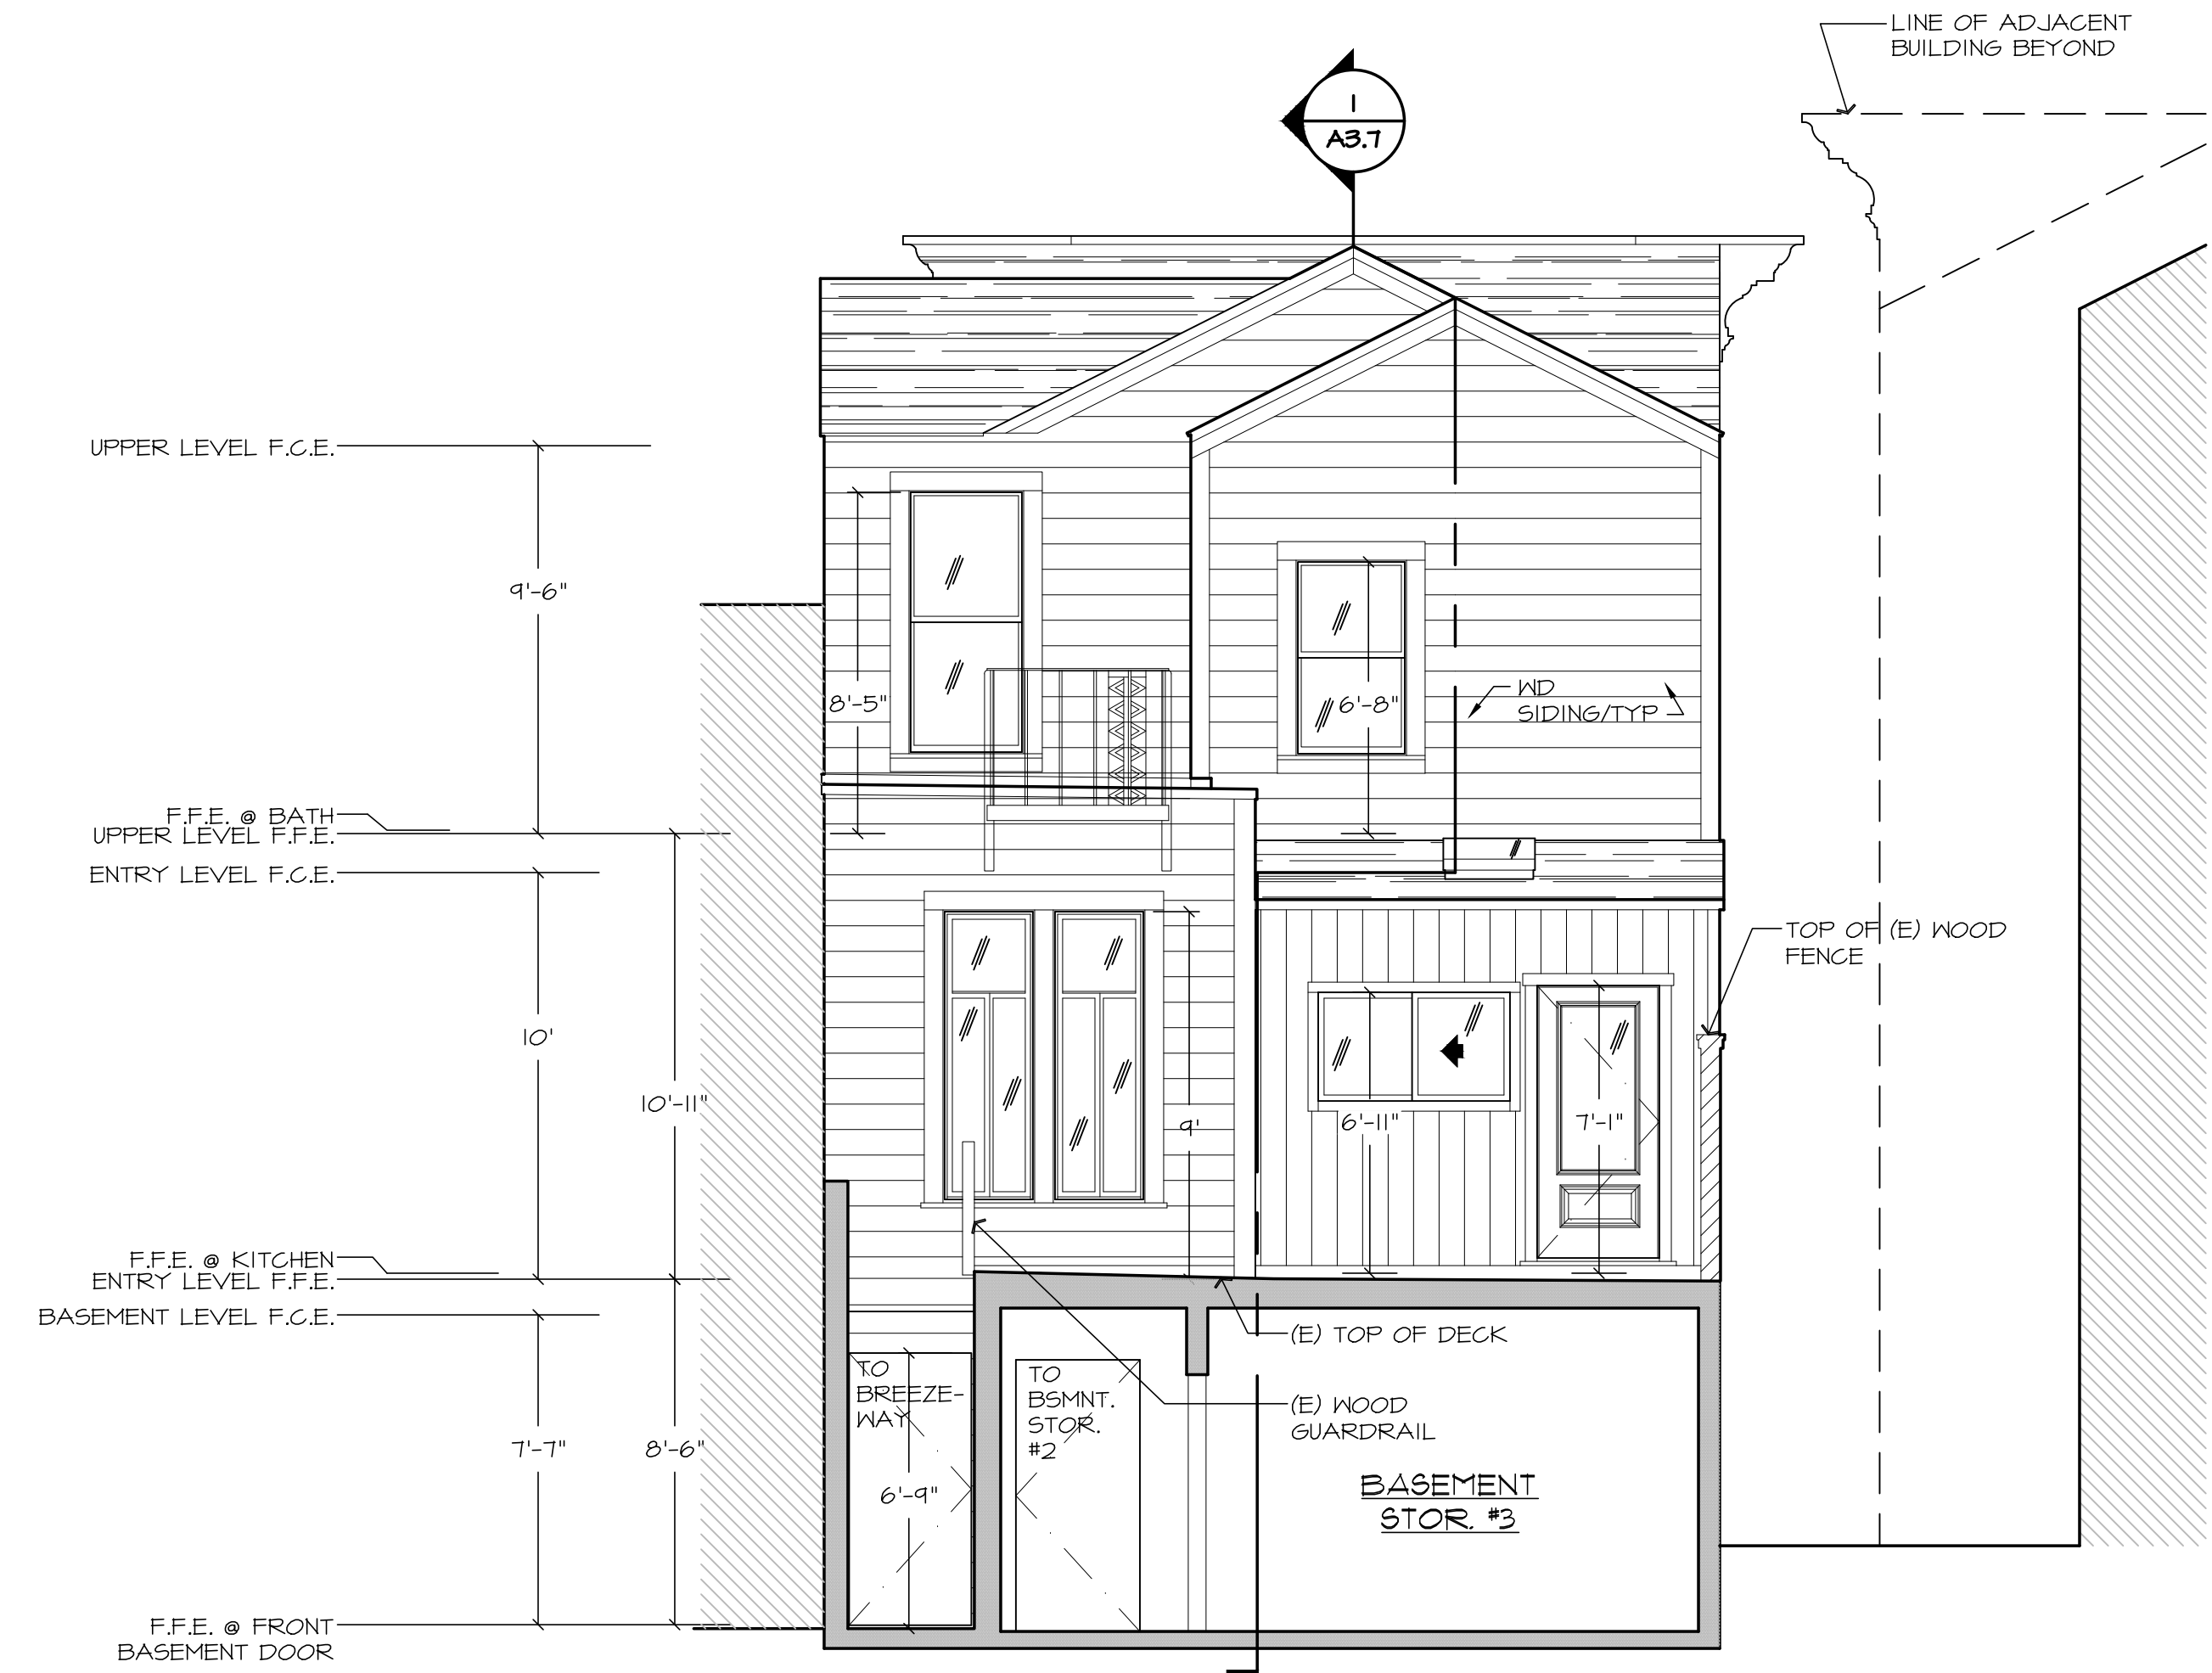 LINE OF ADJACENT
BUILDING BEYOND
1
A3.7
UPPER LEVEL F.C.E.
9'-6"
8'-5"
6'-8"
WD
SIDING/TYP
F.F.E. @ BATH
UPPER LEVEL F.F.E.
ENTRY LEVEL F.C.E.
TOP OF (E) WOOD
FENCE
10'
10'-11"
9'
6'-11"
7'-1"
F.F.E. @ KITCHEN
ENTRY LEVEL F.F.E.
BASEMENT LEVEL F.C.E.
(E) TOP OF DECK
TO
BREEZE-
WAY
TO
BSMNT.
STOR.
#2
(E) WOOD
GUARDRAIL
7'-7"
8'-6"
6'-9"
BASEMENT
STOR. #3
F.F.E. @ FRONT
BASEMENT DOOR